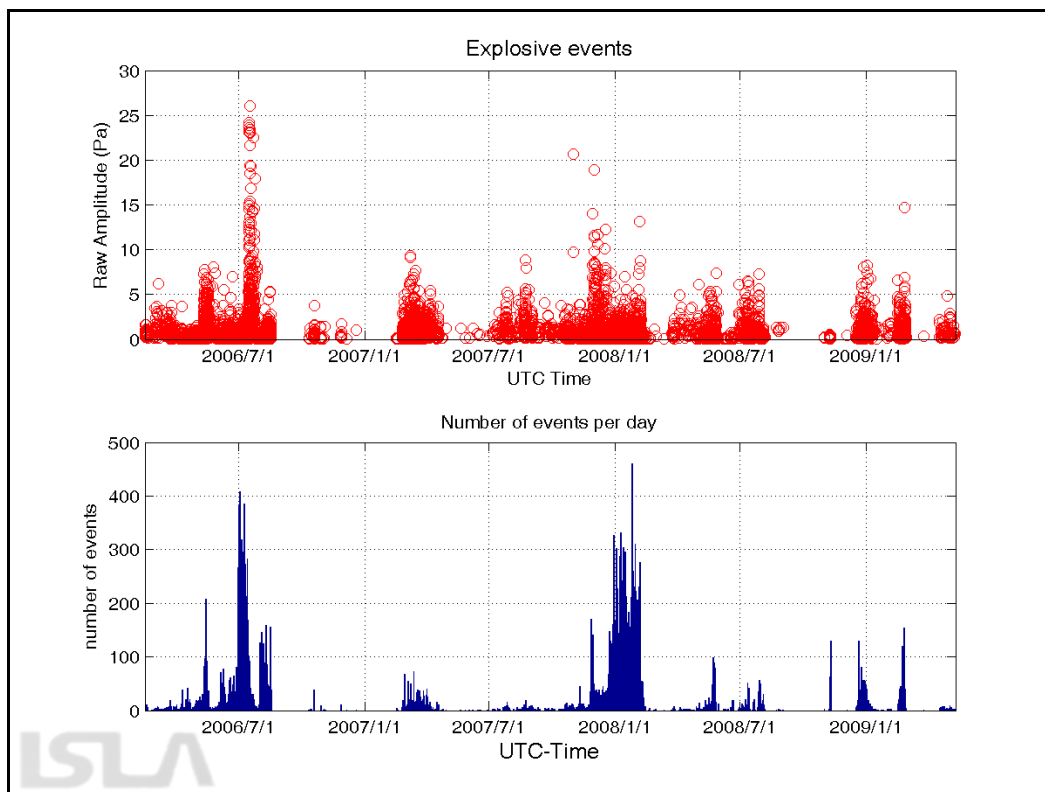 Explosive events
30
25
20
15
10
5
0
Raw Amplitude (Pa)
2006/7/1 2007/1/1 2007/7/1 2008/1/1 2008/7/1 2009/1/1
UTC Time
Number of events per day
500
400
300
200
100
0
number of events
2006/7/1 2007/1/1 2007/7/1 2008/1/1 2008/7/1 2009/1/1
UTC-Time
ISLA